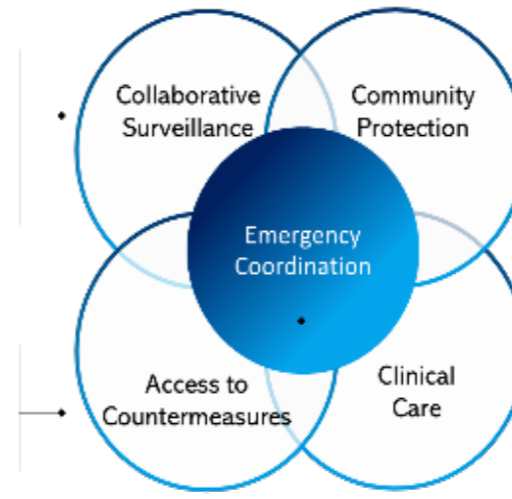 Collaborative
Surveillance
Community
Protection
Emergency
Coordination
Access to
Countermeasures
Clinical
Care